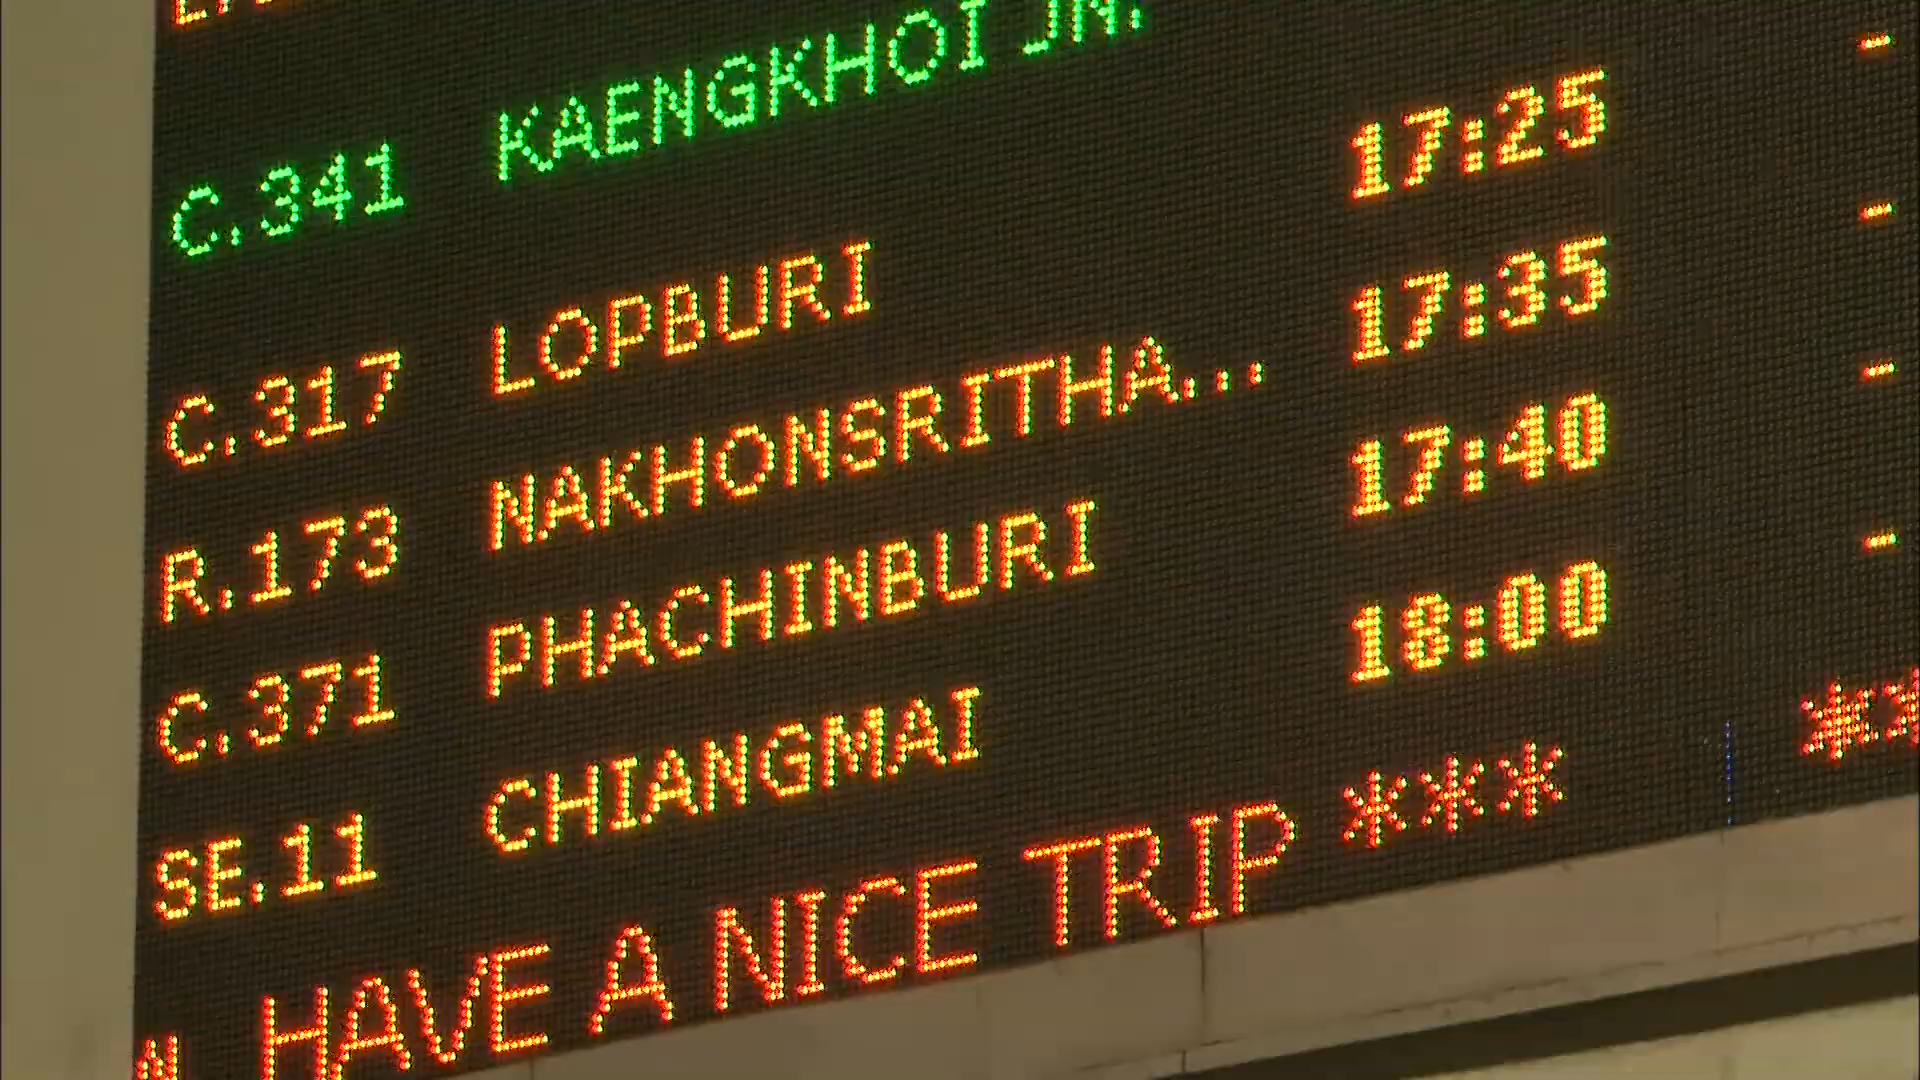 C.341 KAENGKHOI JN.
C.317 LOPBURI 17:25 -
R.173 NAKHONSRITHA... 17:35 -
C.371 PHACHINBURI 17:40 -
SE.11 CHIANGMAI 18:00 -
HAVE A NICE TRIP ***